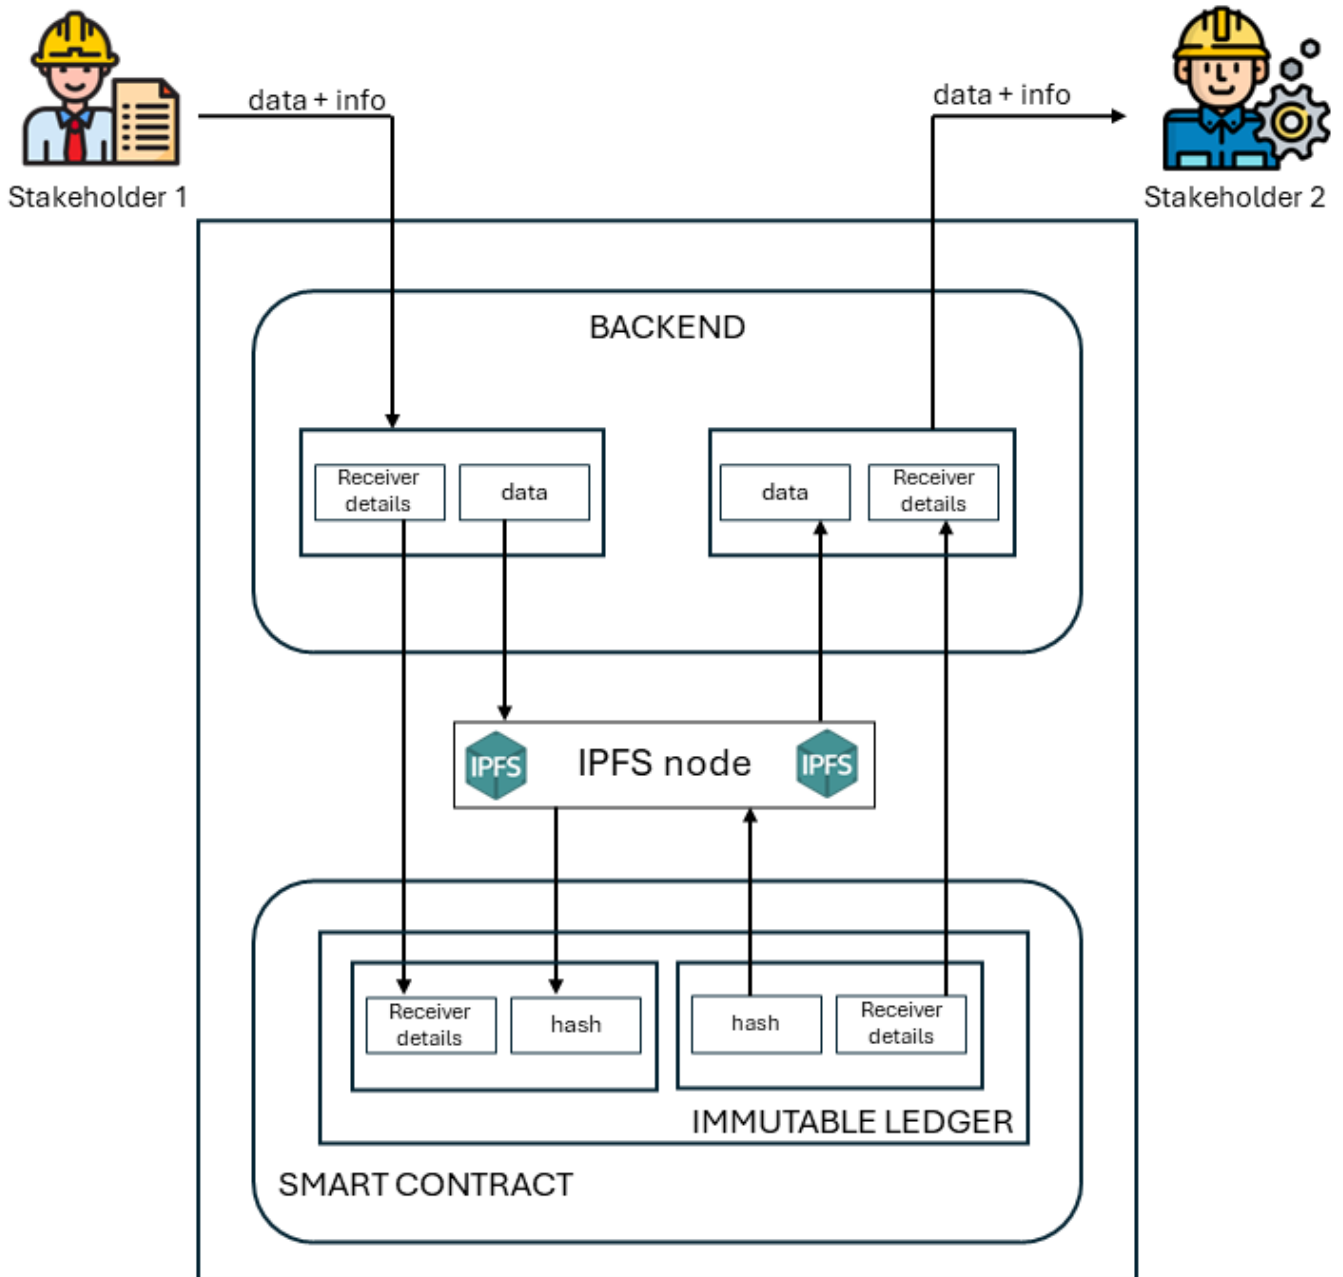 data + info
data + info
Stakeholder 1
Stakeholder 2
BACKEND
Receiver
details
data
data
Receiver
details
IPFS
IPFS node
IPFS
Receiver
details
hash
hash
Receiver
details
IMMUTABLE LEDGER
SMART CONTRACT